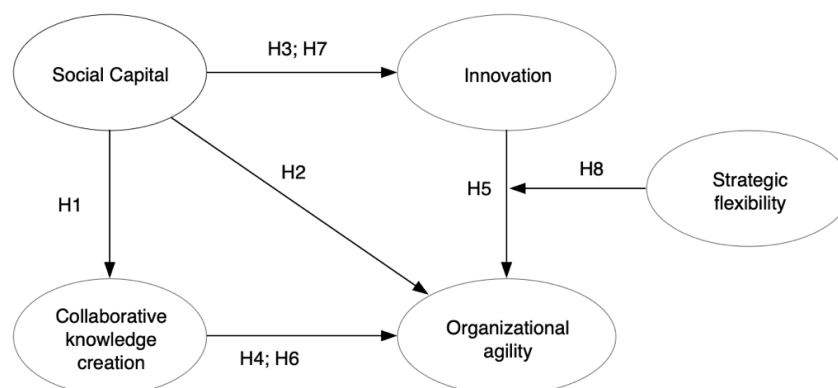 H3; H7
Social Capital
Innovation
H2
H8
H1
H5
Strategic
flexibility
Collaborative
knowledge
creation
Organizational
agility
H4; H6